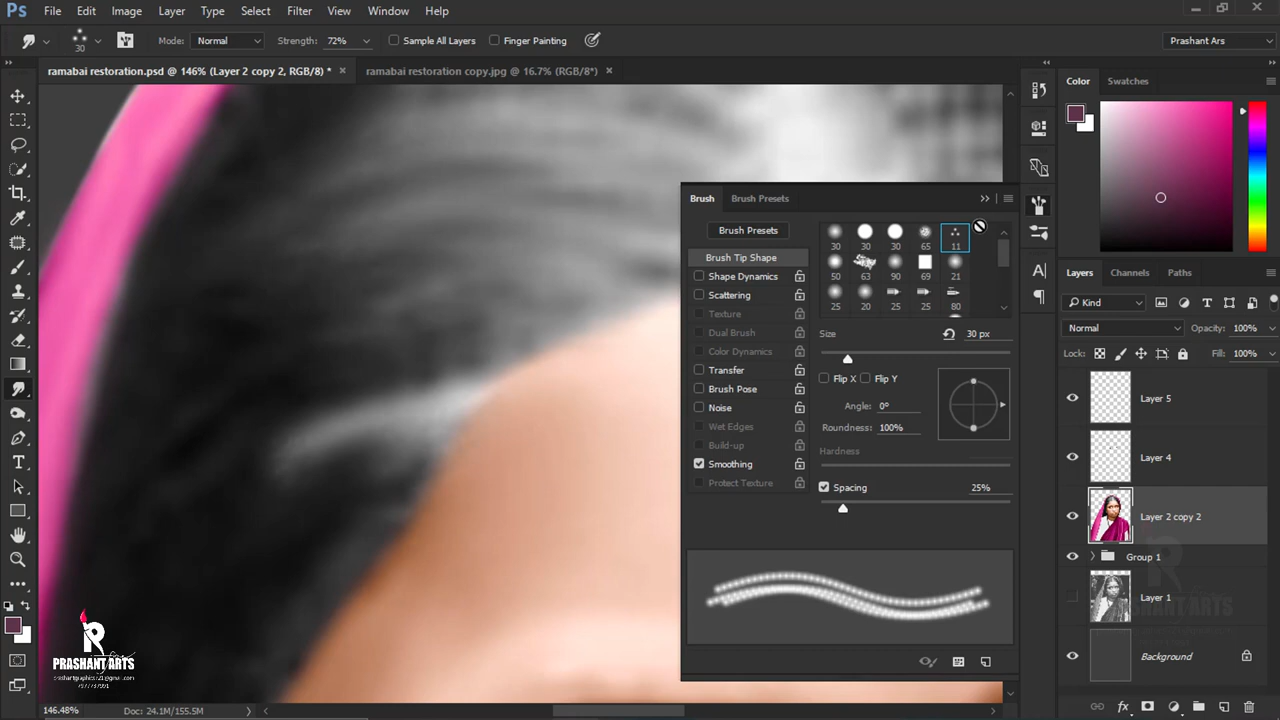 Ps File Edit Image Layer Type Select Filter View Window Help
30 Mode: Normal Strength: 72% Sample All Layers Finger Painting Prashant Ars
ramabai restoration.psd @ 146% (Layer 2 copy 2, RGB/8) * × ramabai restoration copy.jpg @ 16.7% (RGB/8*) ×
Color Swatches
Brush Brush Presets
Brush Presets
30 30 30 65 11
50 63 90 69 21
25 20 25 25 80
Brush Tip Shape
Shape Dynamics
Scattering
Texture
Dual Brush
Color Dynamics
Transfer
Brush Pose
Noise
Wet Edges
Build-up
Smoothing
Protect Texture
Size 30 px
Flip X Flip Y
Angle: 0º
Roundness: 100%
Hardness
Spacing 25%
Layers Channels Paths
Kind
Normal Opacity: 100%
Lock: Fill: 100%
Layer 5
Layer 4
Layer 2 copy 2
Group 1
Layer 1
Background
PRASHANT ARTS
PRASHANT ARTS
146.48% Doc: 24.1M/155.5M